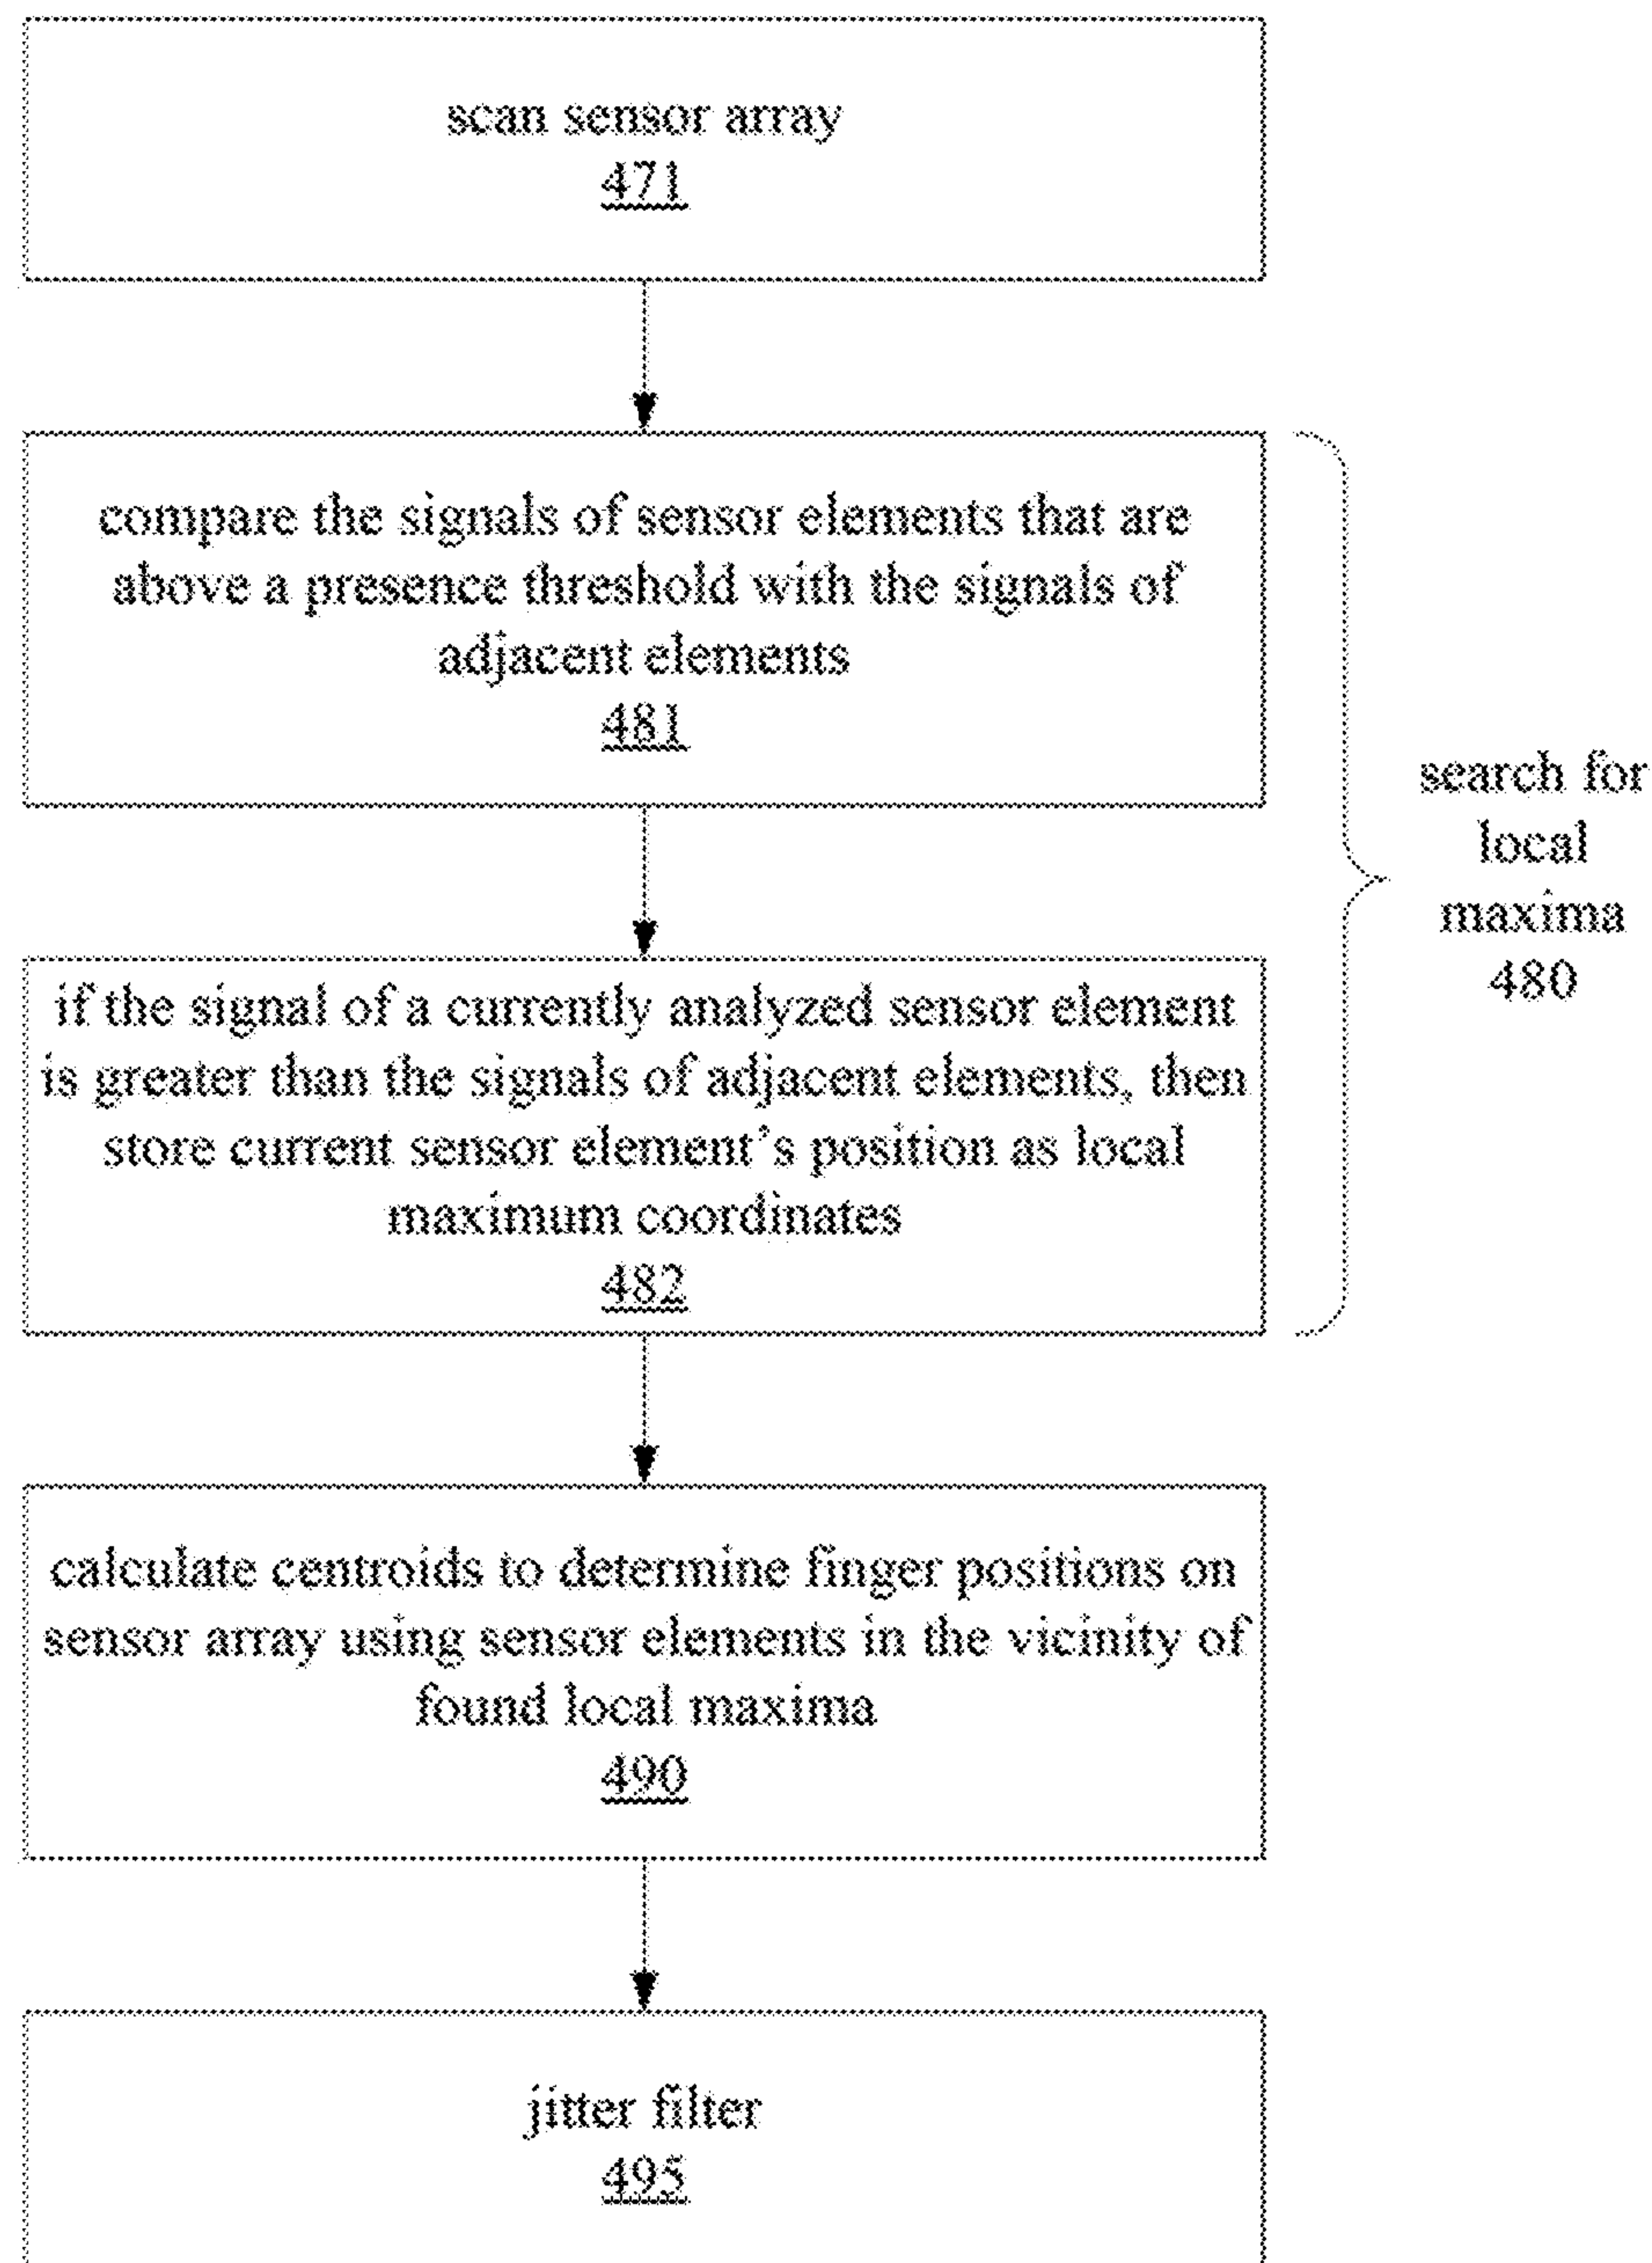 scan sensor array
471
compare the signals of sensor elements that are
above a presence threshold with the signals of
adjacent elements
481
search for
local
maxima
480
if the signal of a currently analyzed sensor element
is greater than the signals of adjacent elements, then
store current sensor element's position as local
maximum coordinates
482
calculate centroids to determine finger positions on
sensor array using sensor elements in the vicinity of
found local maxima
490
jitter filter
495